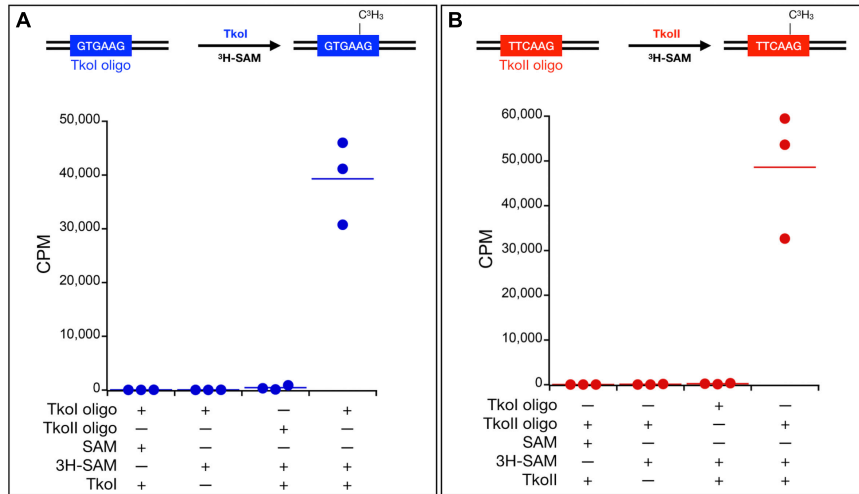 A
C³H₃
GTGAAG
TkoI
GTGAAG
TkoI oligo
³H-SAM
50,000
40,000
30,000
20,000
10,000
0
CPM
TkoI oligo + + — +
TkoII oligo — — + —
SAM + — — —
3H-SAM — + + +
TkoI + — + +
B
C³H₃
TTCAAG
TkoII
TTCAAG
TkoII oligo
³H-SAM
60,000
50,000
40,000
30,000
20,000
10,000
0
CPM
TkoI oligo — — + —
TkoII oligo + + — +
SAM + — — —
3H-SAM — + + +
TkoII + — + +